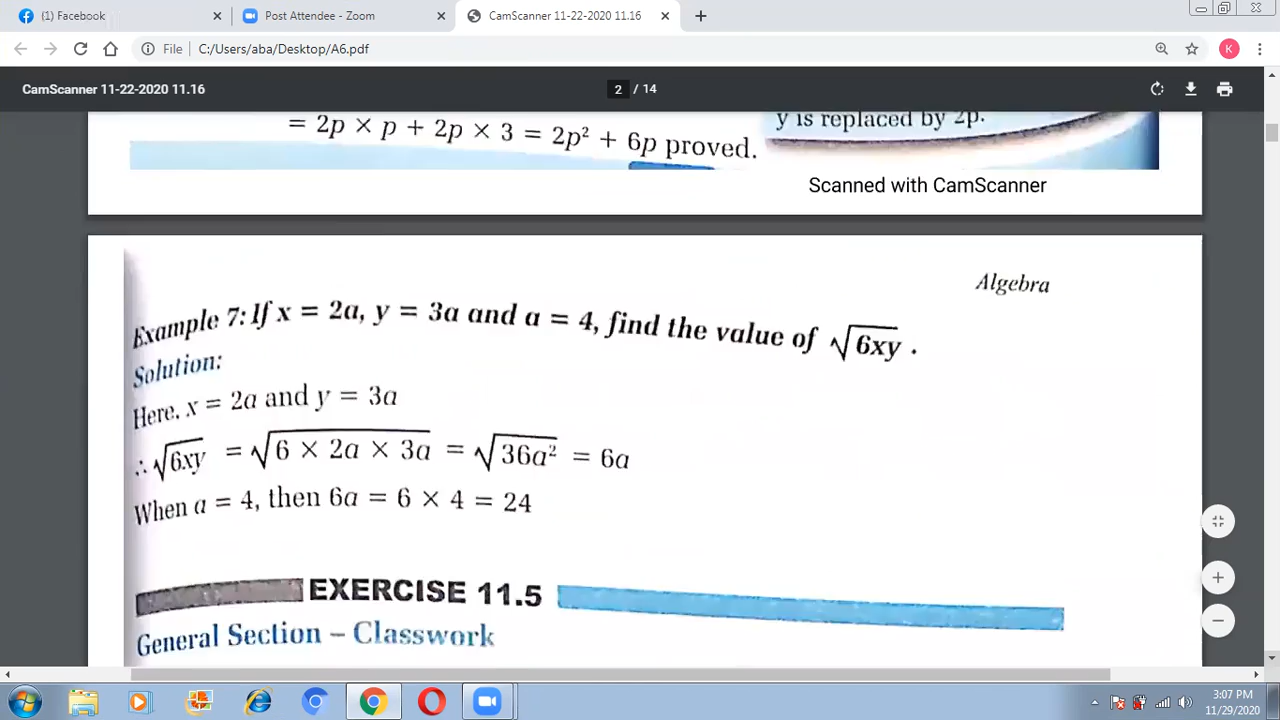 (1) Facebook
Post Attendee - Zoom
CamScanner 11-22-2020 11.16
File C:/Users/aba/Desktop/A6.pdf
K
CamScanner 11-22-2020 11.16
2 / 14
= 2p × p + 2p × 3 = 2p² + 6p proved.
y is replaced by 2p.
Scanned with CamScanner
Algebra
Example 7: If x = 2a, y = 3a and a = 4, find the value of √6xy .
Solution:
Here. x = 2a and y = 3a
∴ √6xy = √6 × 2a × 3a = √36a² = 6a
When a = 4, then 6a = 6 × 4 = 24
EXERCISE 11.5
General Section – Classwork
3:07 PM
11/29/2020